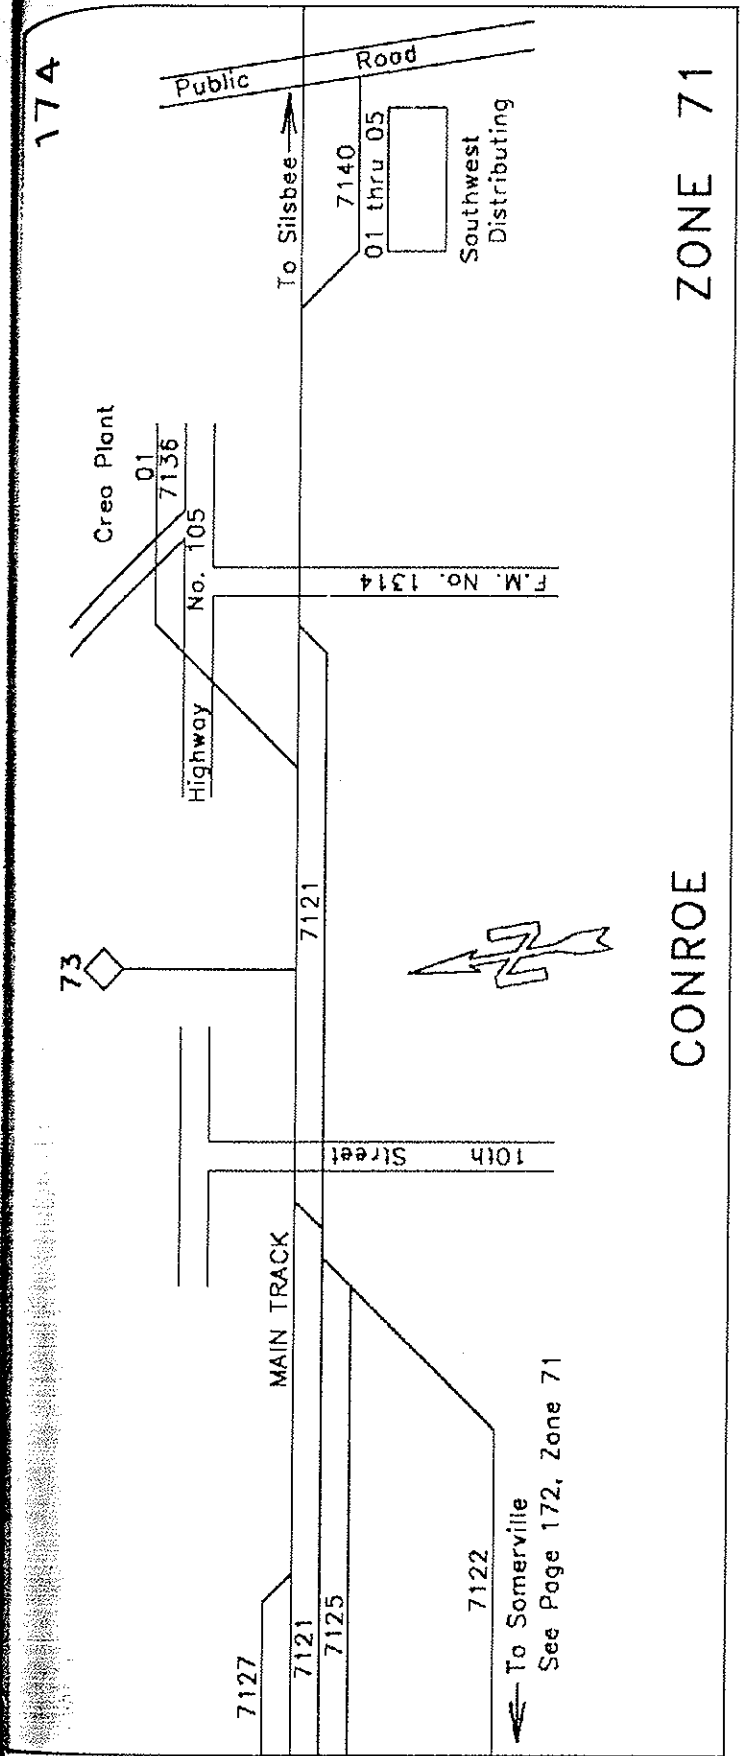 174
Public Road
To Silsbee
7140
01 thru 05
Southwest
Distributing
Creo Plant
01
7136
Highway No. 105
F.M. No. 1314
73
7121
10th Street
MAIN TRACK
7127
7121
7125
7122
To Somerville
See Page 172, Zone 71
N
CONROE
ZONE 71